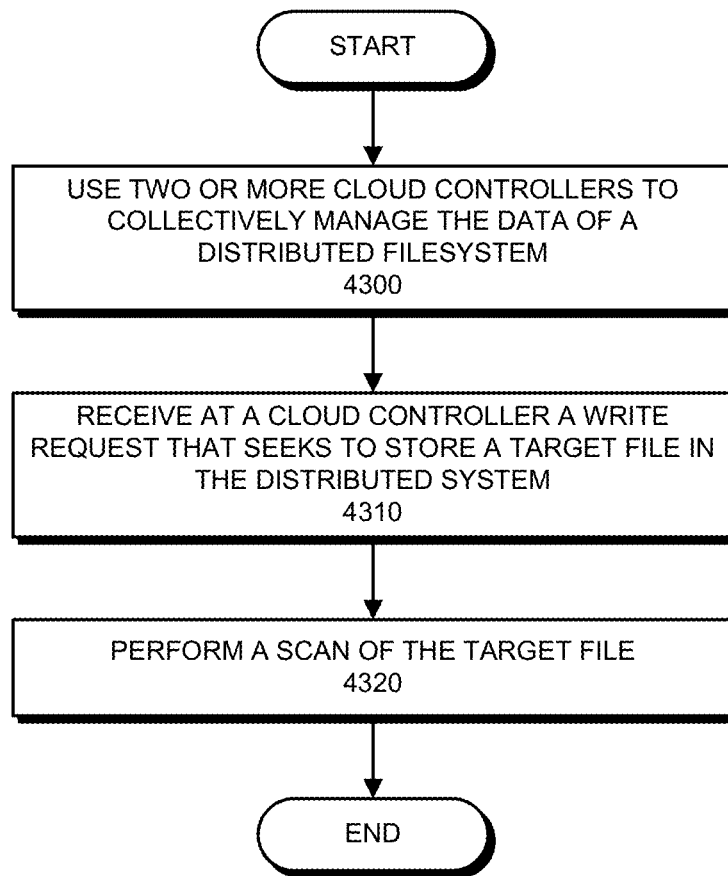 START
USE TWO OR MORE CLOUD CONTROLLERS TO
COLLECTIVELY MANAGE THE DATA OF A
DISTRIBUTED FILESYSTEM
4300
RECEIVE AT A CLOUD CONTROLLER A WRITE
REQUEST THAT SEEKS TO STORE A TARGET FILE IN
THE DISTRIBUTED SYSTEM
4310
PERFORM A SCAN OF THE TARGET FILE
4320
END